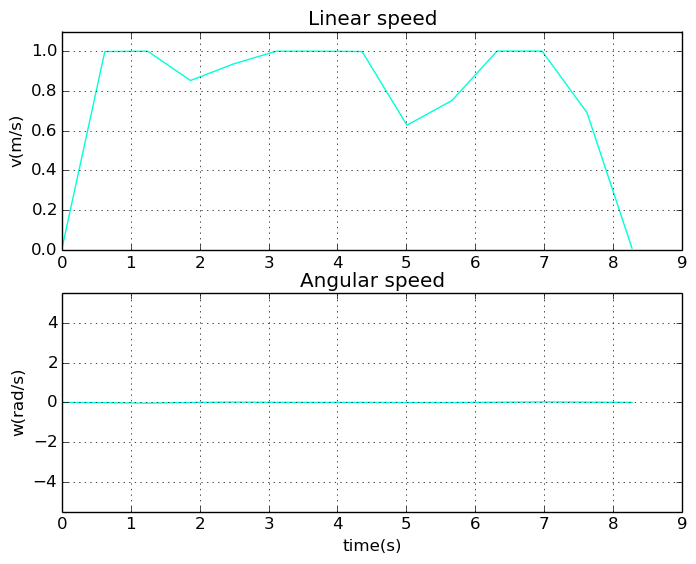 Linear speed
1.0
0.8
0.6
0.4
0.2
0.0
v(m/s)
0 1 2 3 4 5 6 7 8 9
Angular speed
4
2
0
−2
−4
w(rad/s)
0 1 2 3 4 5 6 7 8 9
time(s)